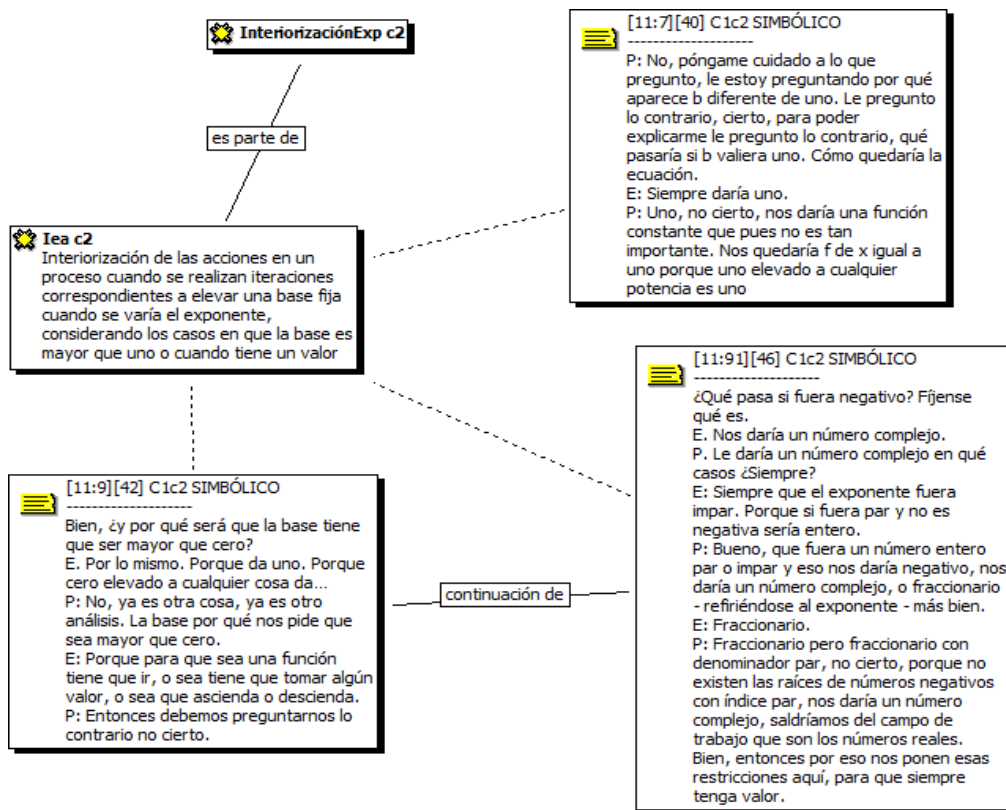 InteriorizaciónExp c2
es parte de
Iea c2
Interiorización de las acciones en un
proceso cuando se realizan iteraciones
correspondientes a elevar una base fija
cuando se varía el exponente,
considerando los casos en que la base es
mayor que uno o cuando tiene un valor
[11:7][40] C1c2 SIMBÓLICO
--------------------
P: No, póngame cuidado a lo que
pregunto, le estoy preguntando por qué
aparece b diferente de uno. Le pregunto
lo contrario, cierto, para poder
explicarme le pregunto lo contrario, qué
pasaría si b valiera uno. Cómo quedaría la
ecuación.
E: Siempre daría uno.
P: Uno, no cierto, nos daría una función
constante que pues no es tan
importante. Nos quedaría f de x igual a
uno porque uno elevado a cualquier
potencia es uno
[11:9][42] C1c2 SIMBÓLICO
--------------------
Bien, ¿y por qué será que la base tiene
que ser mayor que cero?
E. Por lo mismo. Porque da uno. Porque
cero elevado a cualquier cosa da...
P: No, ya es otra cosa, ya es otro
análisis. La base por qué nos pide que
sea mayor que cero.
E: Porque para que sea una función
tiene que ir, o sea tiene que tomar algún
valor, o sea que ascienda o descienda.
P: Entonces debemos preguntarnos lo
contrario no cierto.
continuación de
[11:91][46] C1c2 SIMBÓLICO
--------------------
¿Qué pasa si fuera negativo? Fíjense
qué es.
E. Nos daría un número complejo.
P. Le daría un número complejo en qué
casos ¿Siempre?
E: Siempre que el exponente fuera
impar. Porque si fuera par y no es
negativa sería entero.
P: Bueno, que fuera un número entero
par o impar y eso nos daría negativo, nos
daría un número complejo, o fraccionario
- refiriéndose al exponente - más bien.
E: Fraccionario.
P: Fraccionario pero fraccionario con
denominador par, no cierto, porque no
existen las raíces de números negativos
con índice par, nos daría un número
complejo, saldríamos del campo de
trabajo que son los números reales.
Bien, entonces por eso nos ponen esas
restricciones aquí, para que siempre
tenga valor.